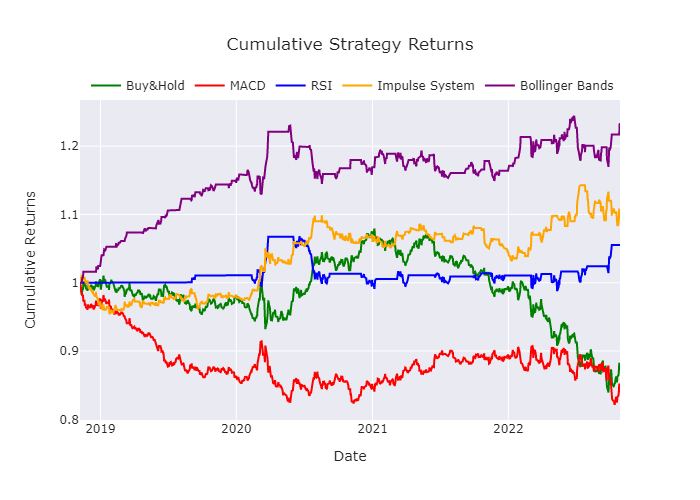 Cumulative Strategy Returns
Buy&Hold MACD RSI Impulse System Bollinger Bands
Cumulative Returns
1.2
1.1
1
0.9
0.8
2019 2020 2021 2022
Date